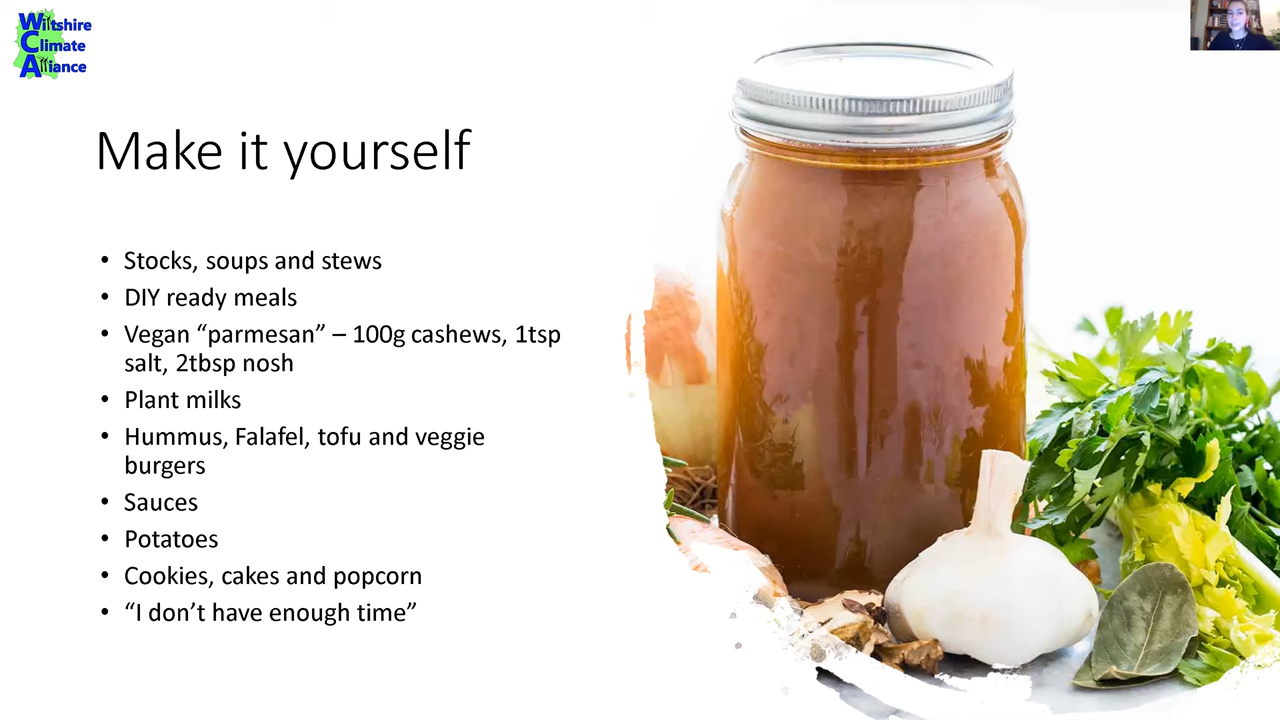 Wiltshire
Climate
Alliance
Make it yourself
• Stocks, soups and stews
• DIY ready meals
• Vegan “parmesan” – 100g cashews, 1tsp
salt, 2tbsp nosh
• Plant milks
• Hummus, Falafel, tofu and veggie
burgers
• Sauces
• Potatoes
• Cookies, cakes and popcorn
• “I don’t have enough time”